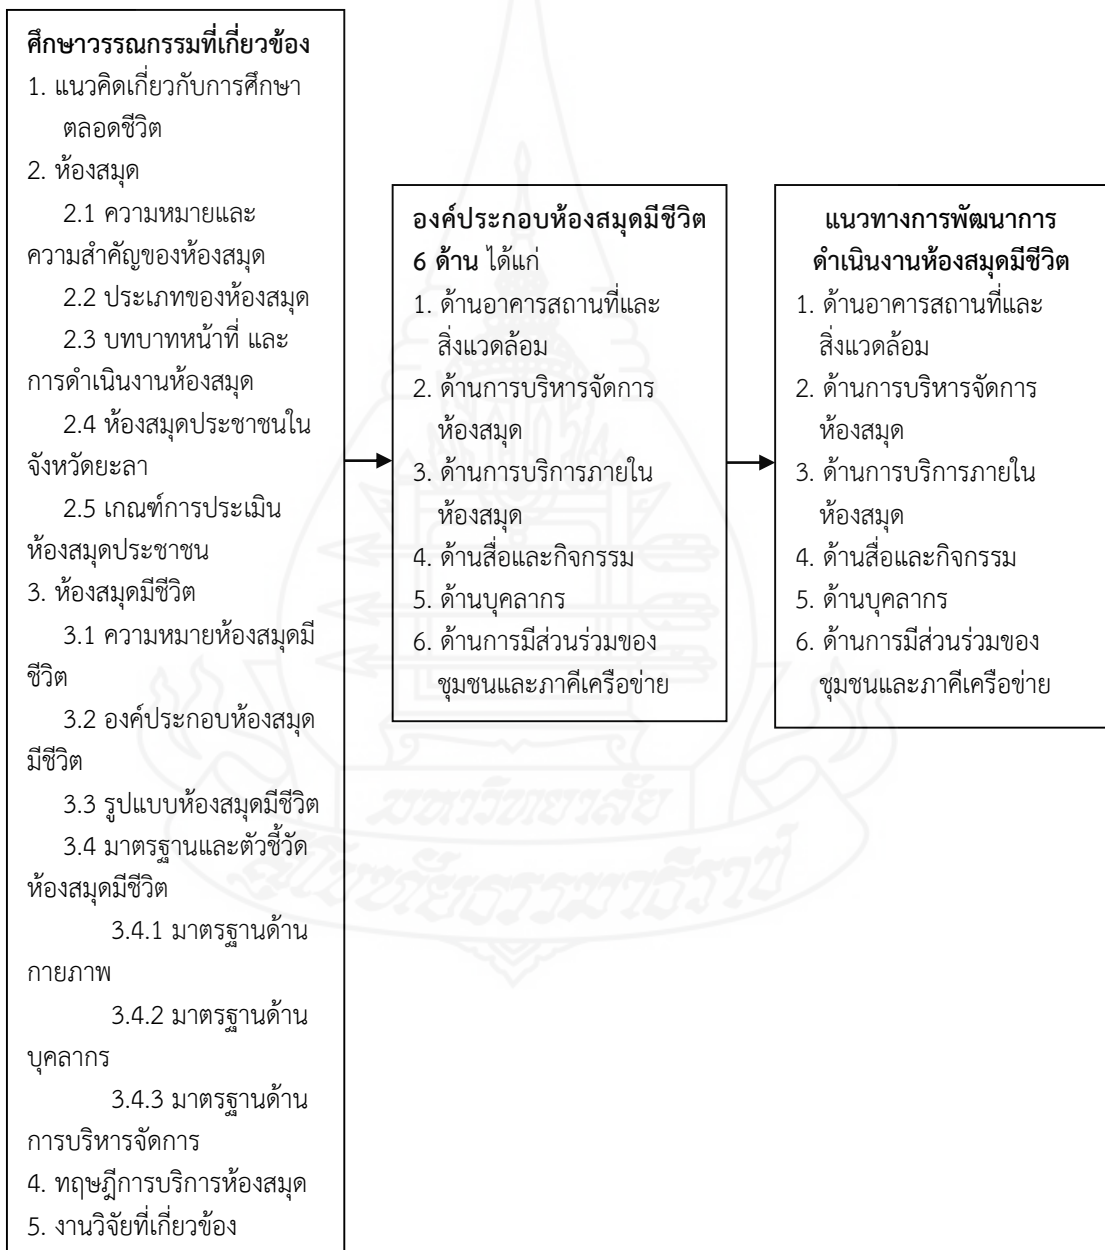 ศึกษาวรรณกรรมที่เกี่ยวข้อง
1. แนวคิดเกี่ยวกับการศึกษา
ตลอดชีวิต
2. ห้องสมุด
2.1 ความหมายและ
ความสำคัญของห้องสมุด
2.2 ประเภทของห้องสมุด
2.3 บทบาทหน้าที่ และ
การดำเนินงานห้องสมุด
2.4 ห้องสมุดประชาชนใน
จังหวัดยะลา
2.5 เกณฑ์การประเมิน
ห้องสมุดประชาชน
3. ห้องสมุดมีชีวิต
3.1 ความหมายห้องสมุดมี
ชีวิต
3.2 องค์ประกอบห้องสมุด
มีชีวิต
3.3 รูปแบบห้องสมุดมีชีวิต
3.4 มาตรฐานและตัวชี้วัด
ห้องสมุดมีชีวิต
3.4.1 มาตรฐานด้าน
กายภาพ
3.4.2 มาตรฐานด้าน
บุคลากร
3.4.3 มาตรฐานด้าน
การบริหารจัดการ
4. ทฤษฎีการบริการห้องสมุด
5. งานวิจัยที่เกี่ยวข้อง
องค์ประกอบห้องสมุดมีชีวิต
6 ด้าน ได้แก่
1. ด้านอาคารสถานที่และ
สิ่งแวดล้อม
2. ด้านการบริหารจัดการ
ห้องสมุด
3. ด้านการบริการภายใน
ห้องสมุด
4. ด้านสื่อและกิจกรรม
5. ด้านบุคลากร
6. ด้านการมีส่วนร่วมของ
ชุมชนและภาคีเครือข่าย
แนวทางการพัฒนาการ
ดำเนินงานห้องสมุดมีชีวิต
1. ด้านอาคารสถานที่และ
สิ่งแวดล้อม
2. ด้านการบริหารจัดการ
ห้องสมุด
3. ด้านการบริการภายใน
ห้องสมุด
4. ด้านสื่อและกิจกรรม
5. ด้านบุคลากร
6. ด้านการมีส่วนร่วมของ
ชุมชนและภาคีเครือข่าย
มหาวิทยาลัย
สุโขทัยธรรมาธิราช